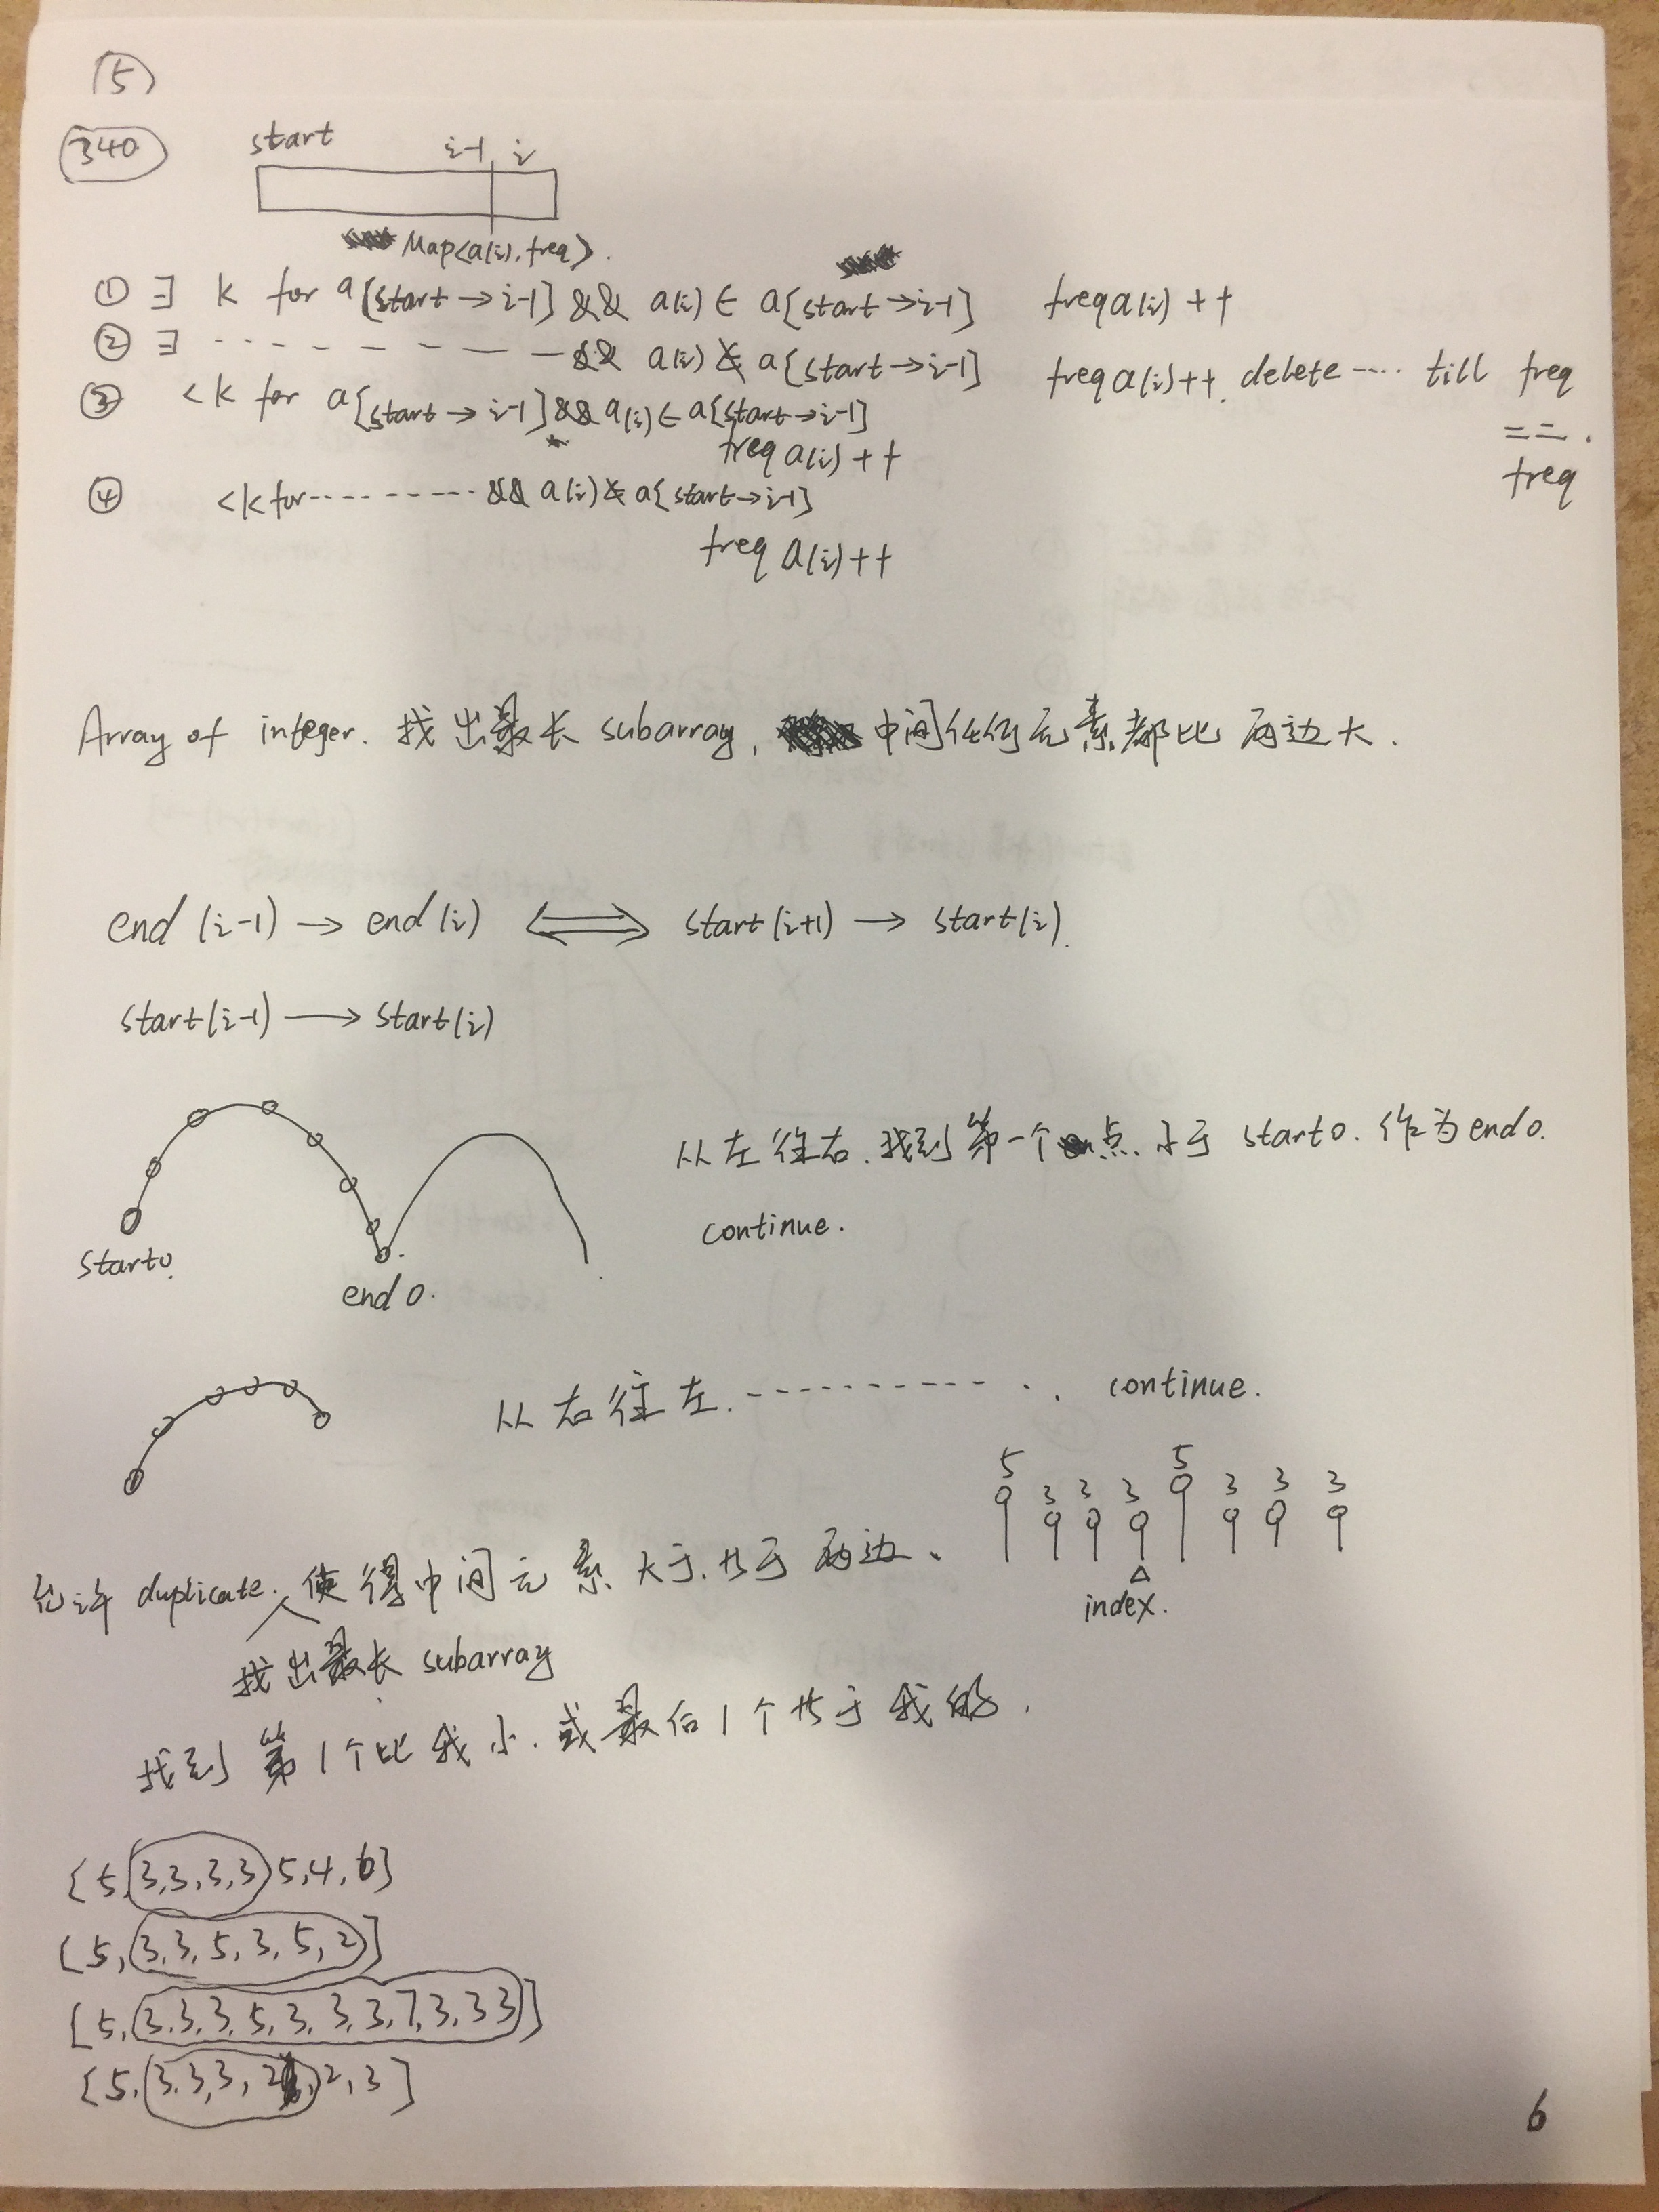 (5)
340
start i-1 i
Map<a(i), freq>.
① ∃ k for a[start→i-1] && a(i) ∈ a[start→i-1] freq a(i)++
② ∃ - - - - - - - && a(i) ∉ a[start→i-1] freq a(i)++. delete ···· till freq == freq
③ <k for a[start→i-1] && a(i) ∈ a[start→i-1]
freq a(i)++
④ <k for - - - - - - - - && a(i) ∉ a[start→i-1]
freq a(i)++
Array of integer. 找出最长 subarray, 中间任何元素都比两边大.
end(i-1) → end(i) ⟺ start(i+1) → start(i).
start(i-1) → start(i)
从左往右. 找到第一个点 小于 start0. 作为 end0.
continue.
start0.
end0.
从右往左. - - - - - - - - - - - . . continue.
5 3 3 3 5 3 3 3
index.
允许 duplicate. 使得中间元素大于.等于两边.
找出最长 subarray
找到第1个比我小. 或最后1个等于我的.
[5, 3,3,3,3, 5,4,6]
[5, 3,3,5,3,5,2]
[5, 3,3,3,5,3,3,3,7,3,3 3]
[5, 3,3,3,2, 2,3]
6